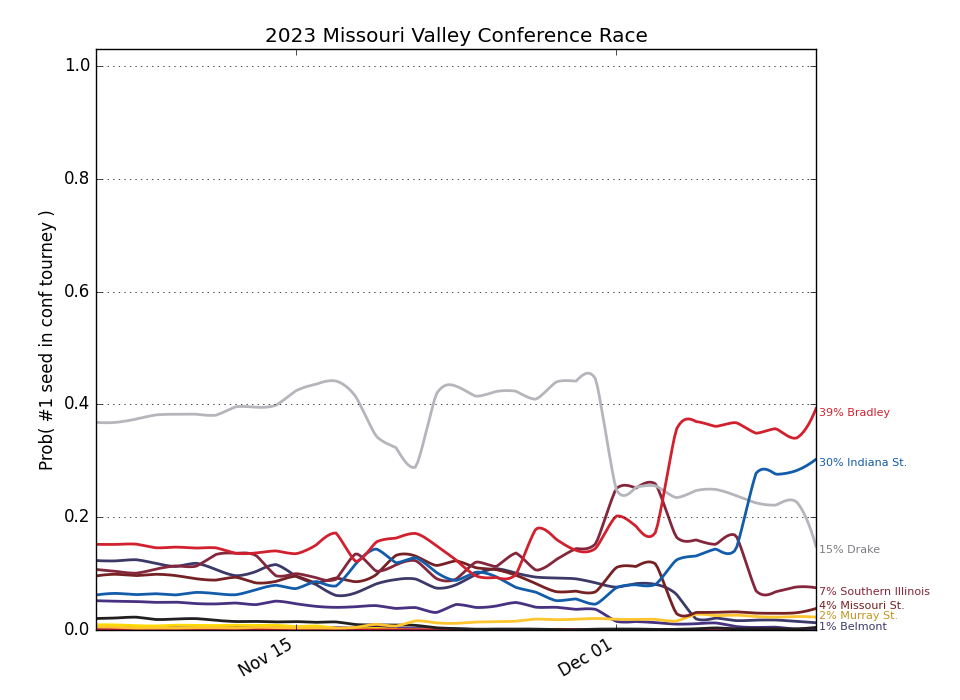 2023 Missouri Valley Conference Race
Prob( #1 seed in conf tourney )
1.0
0.8
0.6
0.4
0.2
0.0
Nov 15
Dec 01
39% Bradley
30% Indiana St.
15% Drake
7% Southern Illinois
4% Missouri St.
2% Murray St.
1% Belmont